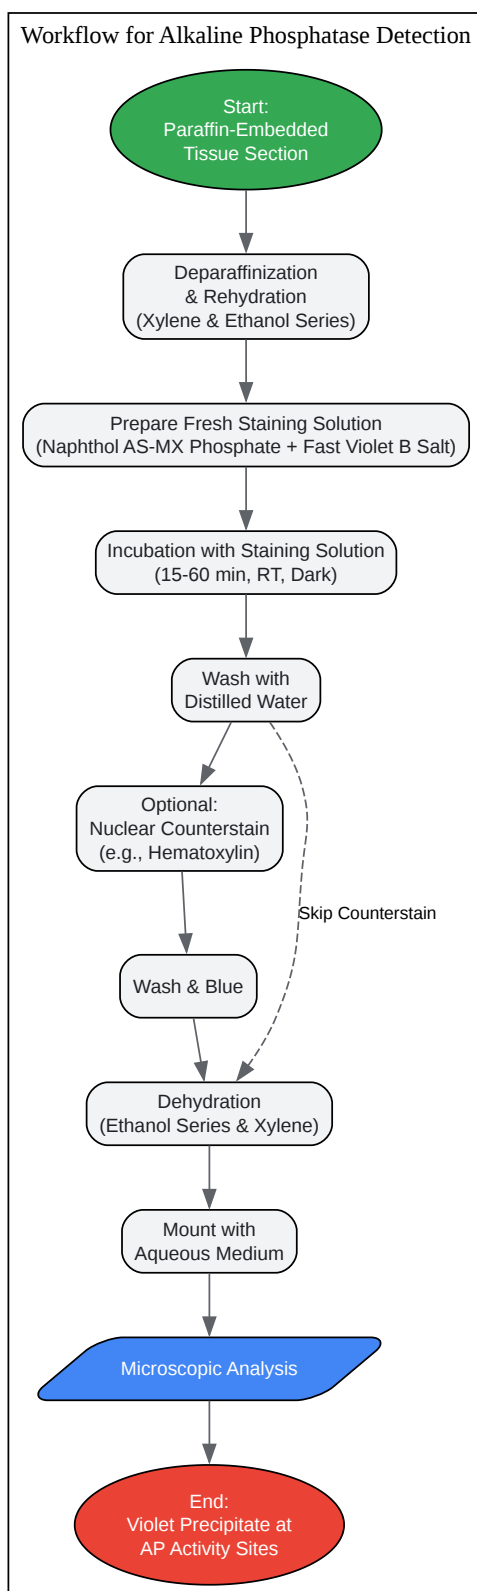 Workflow for Alkaline Phosphatase Detection
Start:
Paraffin-Embedded
Tissue Section
Deparaffinization
& Rehydration
(Xylene & Ethanol Series)
Prepare Fresh Staining Solution
(Naphthol AS-MX Phosphate + Fast Violet B Salt)
Incubation with Staining Solution
(15-60 min, RT, Dark)
Wash with
Distilled Water
Optional:
Nuclear Counterstain
(e.g., Hematoxylin)
Skip Counterstain
Wash & Blue
Dehydration
(Ethanol Series & Xylene)
Mount with
Aqueous Medium
Microscopic Analysis
End:
Violet Precipitate at
AP Activity Sites